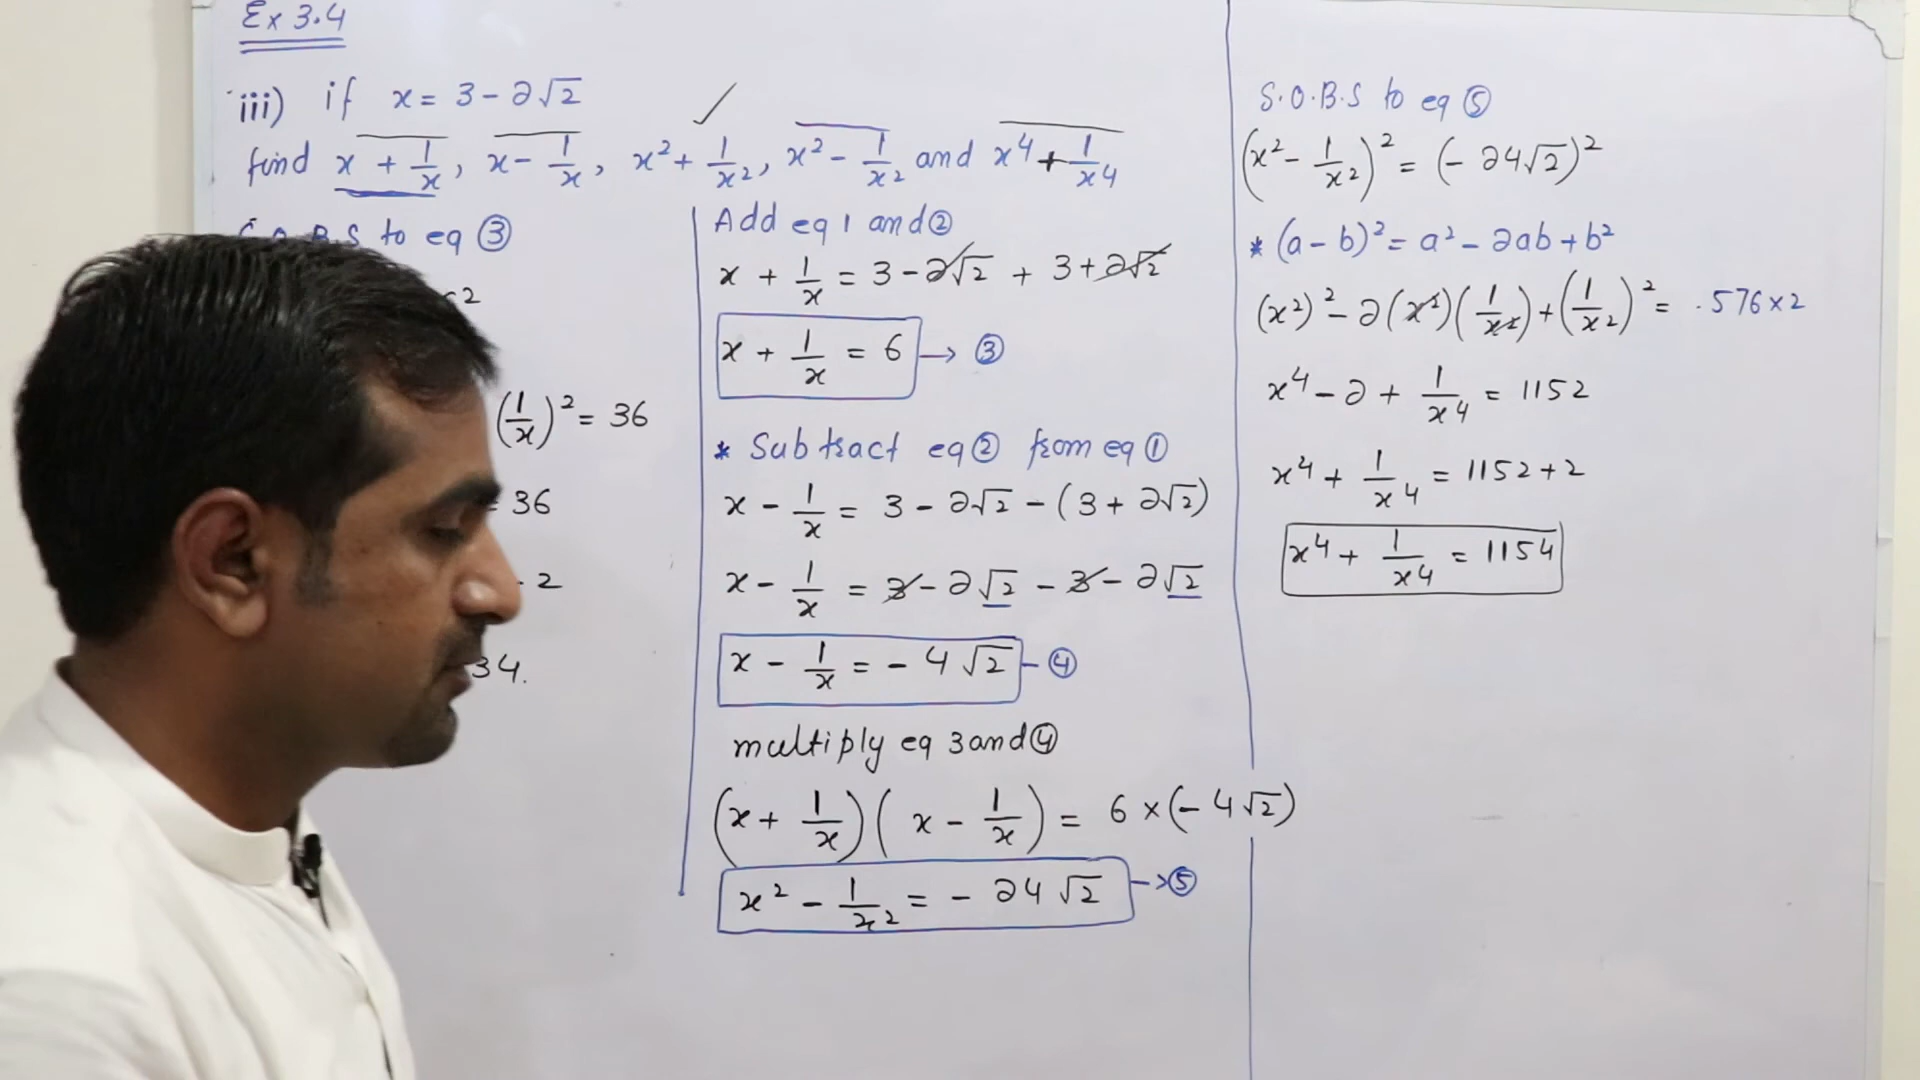 Ex 3.4
iii) if x = 3 - 2√2
find x + 1/x, x - 1/x, x² + 1/x², x² - 1/x² and x⁴ + 1/x⁴
S.O.B.S to eq ③
2
(1/x)² = 36
= 36
- 2
34.
Add eq 1 and ②
x + 1/x = 3 - 2√2 + 3 + 2√2
x + 1/x = 6 → ③
* Subtract eq ② from eq ①
x - 1/x = 3 - 2√2 - (3 + 2√2)
x - 1/x = 3 - 2√2 - 3 - 2√2
x - 1/x = - 4√2 - ④
multiply eq 3 and ④
(x + 1/x)(x - 1/x) = 6 × (- 4√2)
x² - 1/x² = - 24√2 → ⑤
S.O.B.S to eq ⑤
(x² - 1/x²)² = (- 24√2)²
* (a - b)² = a² - 2ab + b²
(x²)² - 2(x²)(1/x²) + (1/x²)² = 576 × 2
x⁴ - 2 + 1/x⁴ = 1152
x⁴ + 1/x⁴ = 1152 + 2
x⁴ + 1/x⁴ = 1154